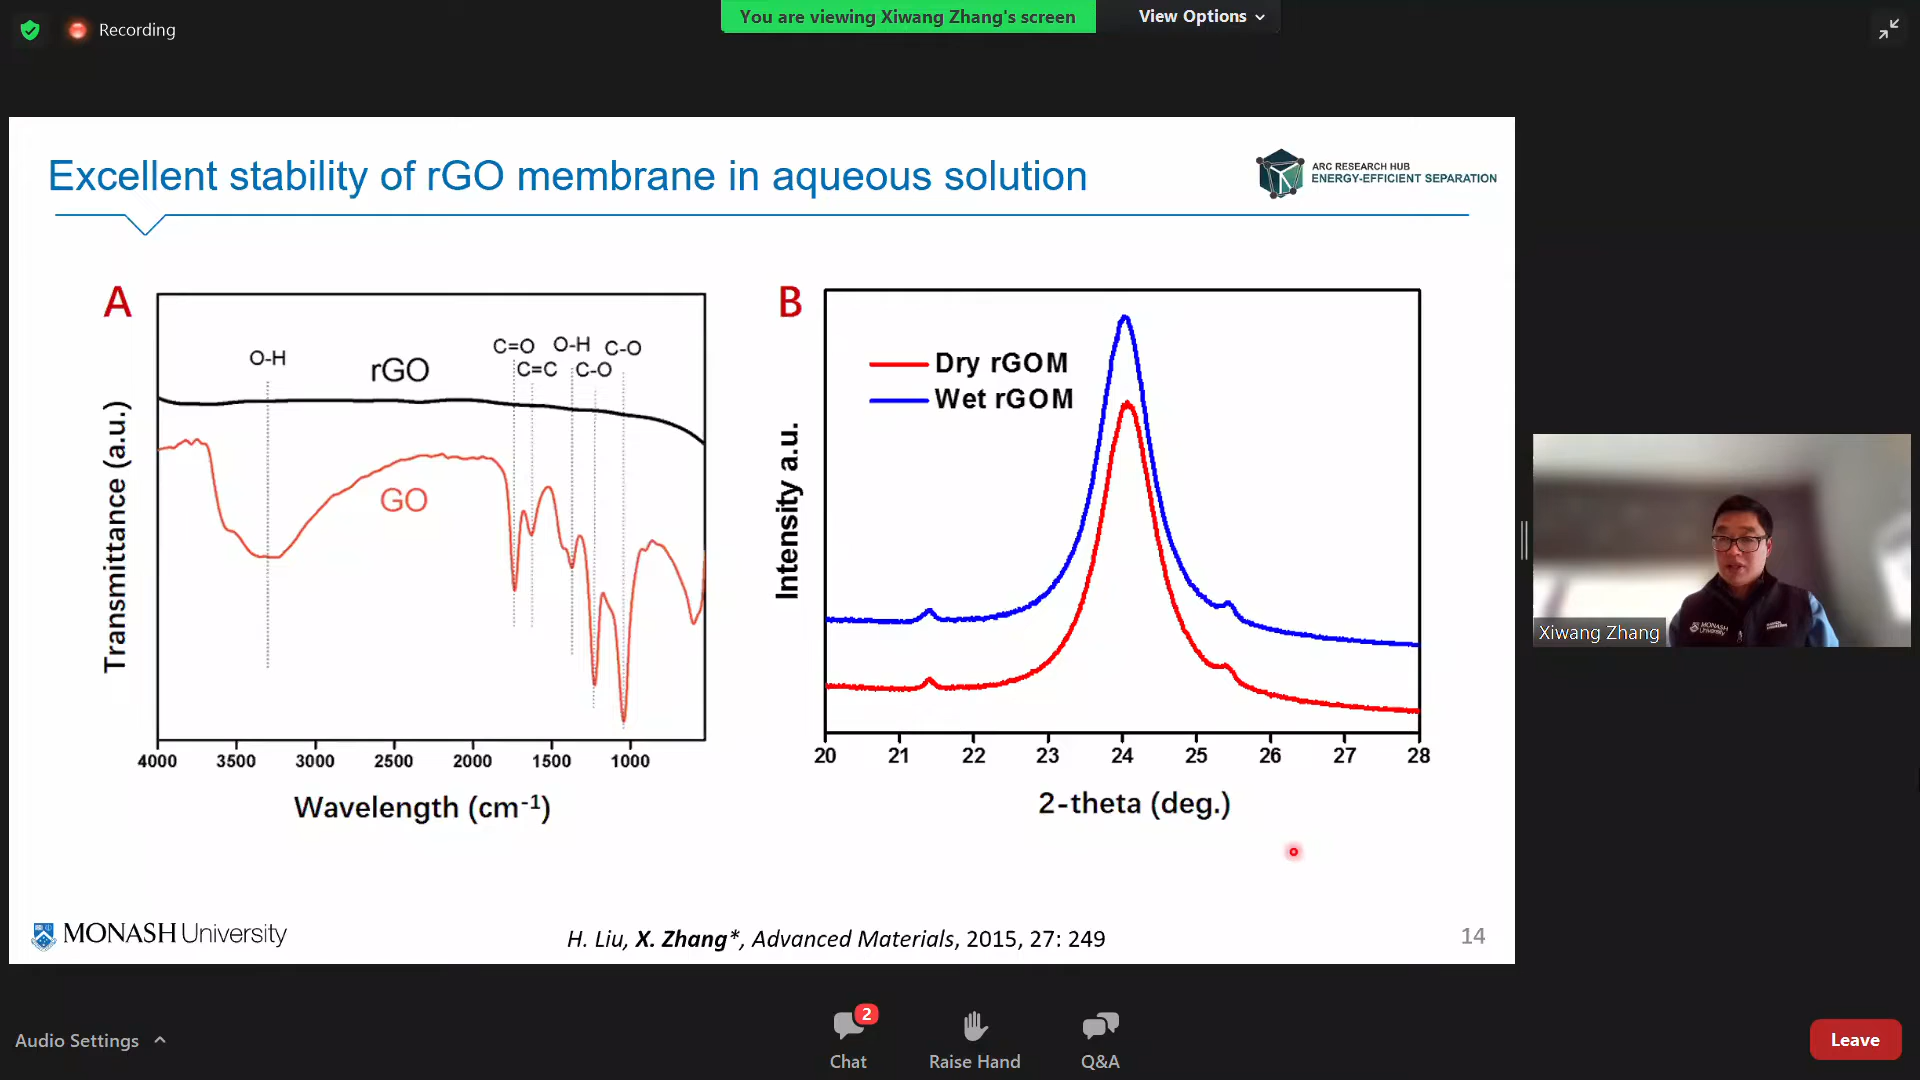 Recording
You are viewing Xiwang Zhang's screen
View Options
Excellent stability of rGO membrane in aqueous solution
ARC RESEARCH HUB
ENERGY-EFFICIENT SEPARATION
A
O-H
rGO
C=O
C=C
O-H
C-O
C-O
GO
Transmittance (a.u.)
4000 3500 3000 2500 2000 1500 1000
Wavelength (cm-1)
B
Dry rGOM
Wet rGOM
Intensity a.u.
20 21 22 23 24 25 26 27 28
2-theta (deg.)
MONASH University
H. Liu, X. Zhang*, Advanced Materials, 2015, 27: 249
14
MONASH
University
Xiwang Zhang
Audio Settings
2
Chat
Raise Hand
Q&A
Leave